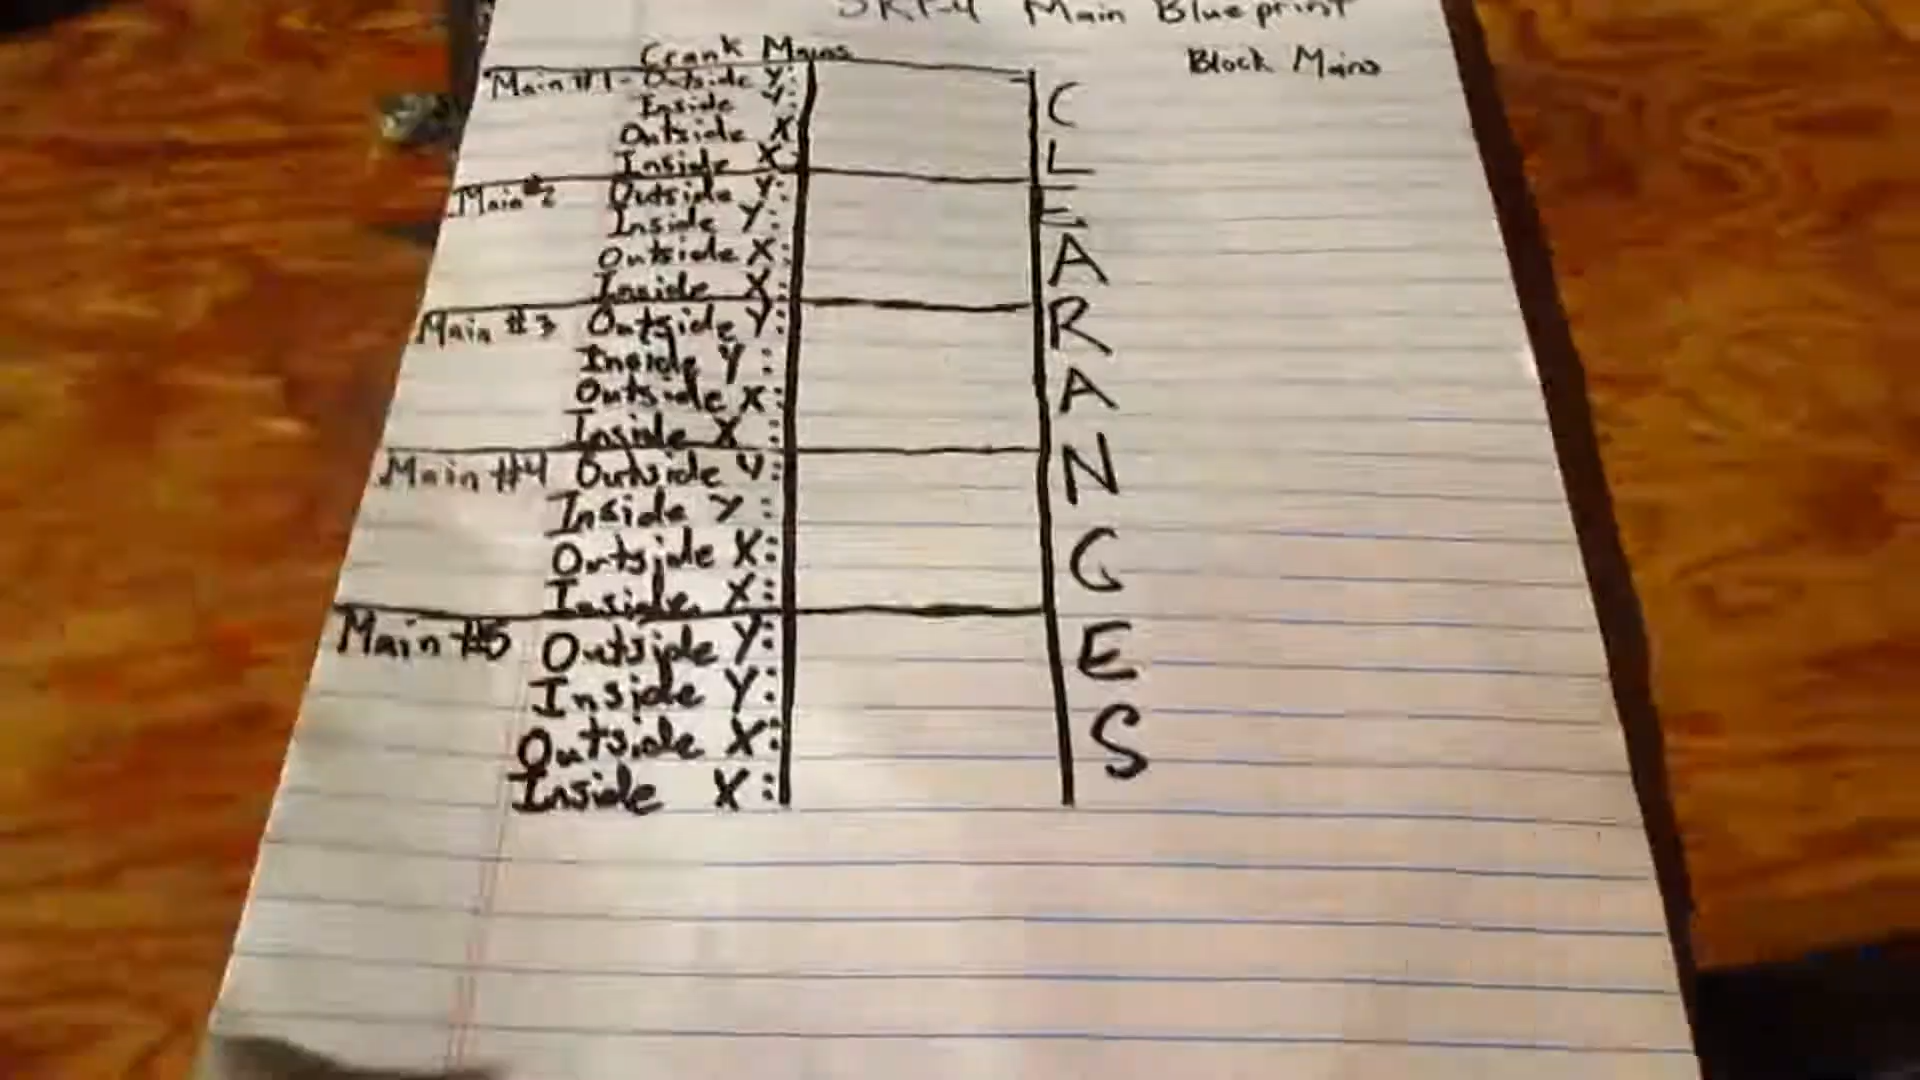 Main Blueprint
Crank Mains
Block Mains
Main #1 - Outside Y:
Inside Y:
Outside X
Inside X:
Main #2 Outside Y:
Inside Y:
Outside X:
Inside X:
Main #3 Outside Y:
Inside Y:
Outside X:
Inside X:
Main #4 Outside Y:
Inside Y:
Outside X:
Inside X:
Main #5 Outside Y:
Inside Y:
Outside X:
Inside X:
CLEARANCES